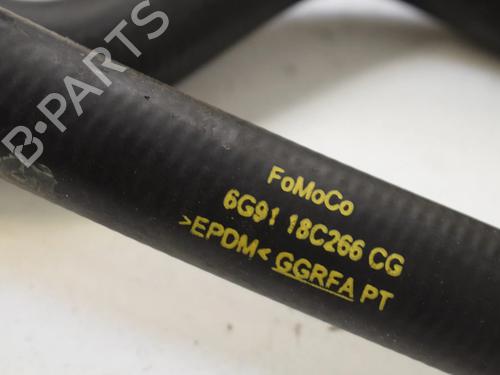 B-PARTS
FoMoCo
6G91 18C266 CG
>EPDM< GGRFA PT